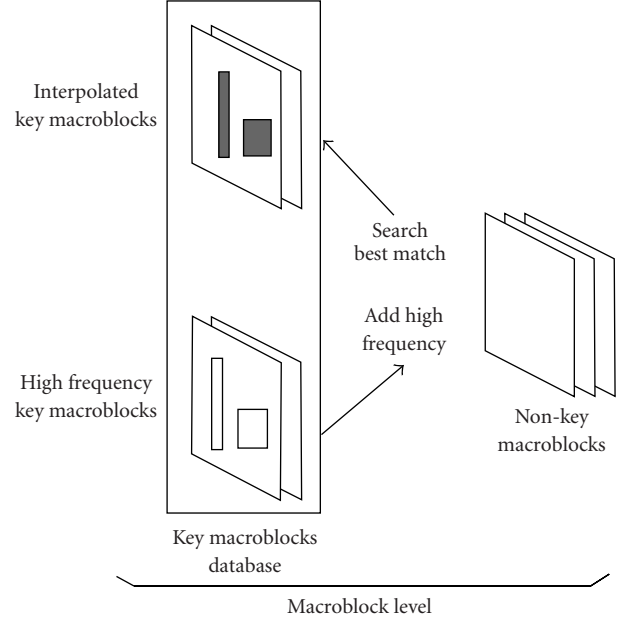 Interpolated
key macroblocks
Search
best match
Add high
frequency
High frequency
key macroblocks
Non-key
macroblocks
Key macroblocks
database
Macroblock level